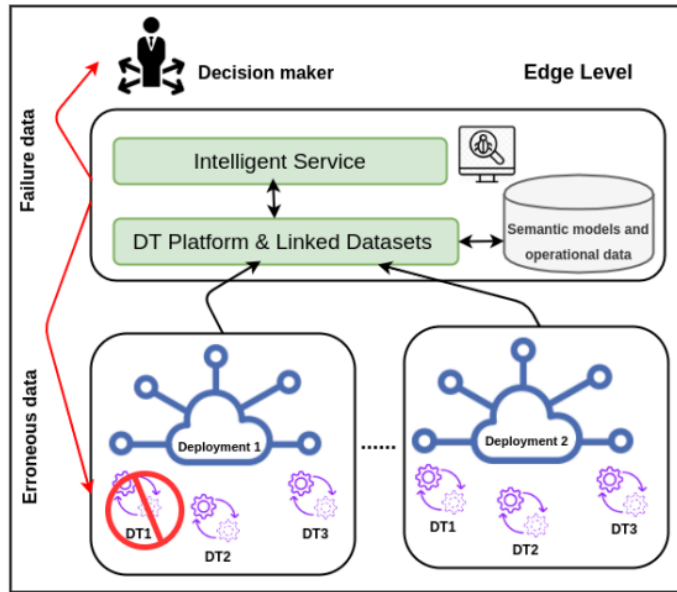 Decision maker
Edge Level
Failure data
Intelligent Service
DT Platform & Linked Datasets
Semantic models and
operational data
Erroneous data
Deployment 1
......
Deployment 2
DT1
DT2
DT3
DT1
DT2
DT3